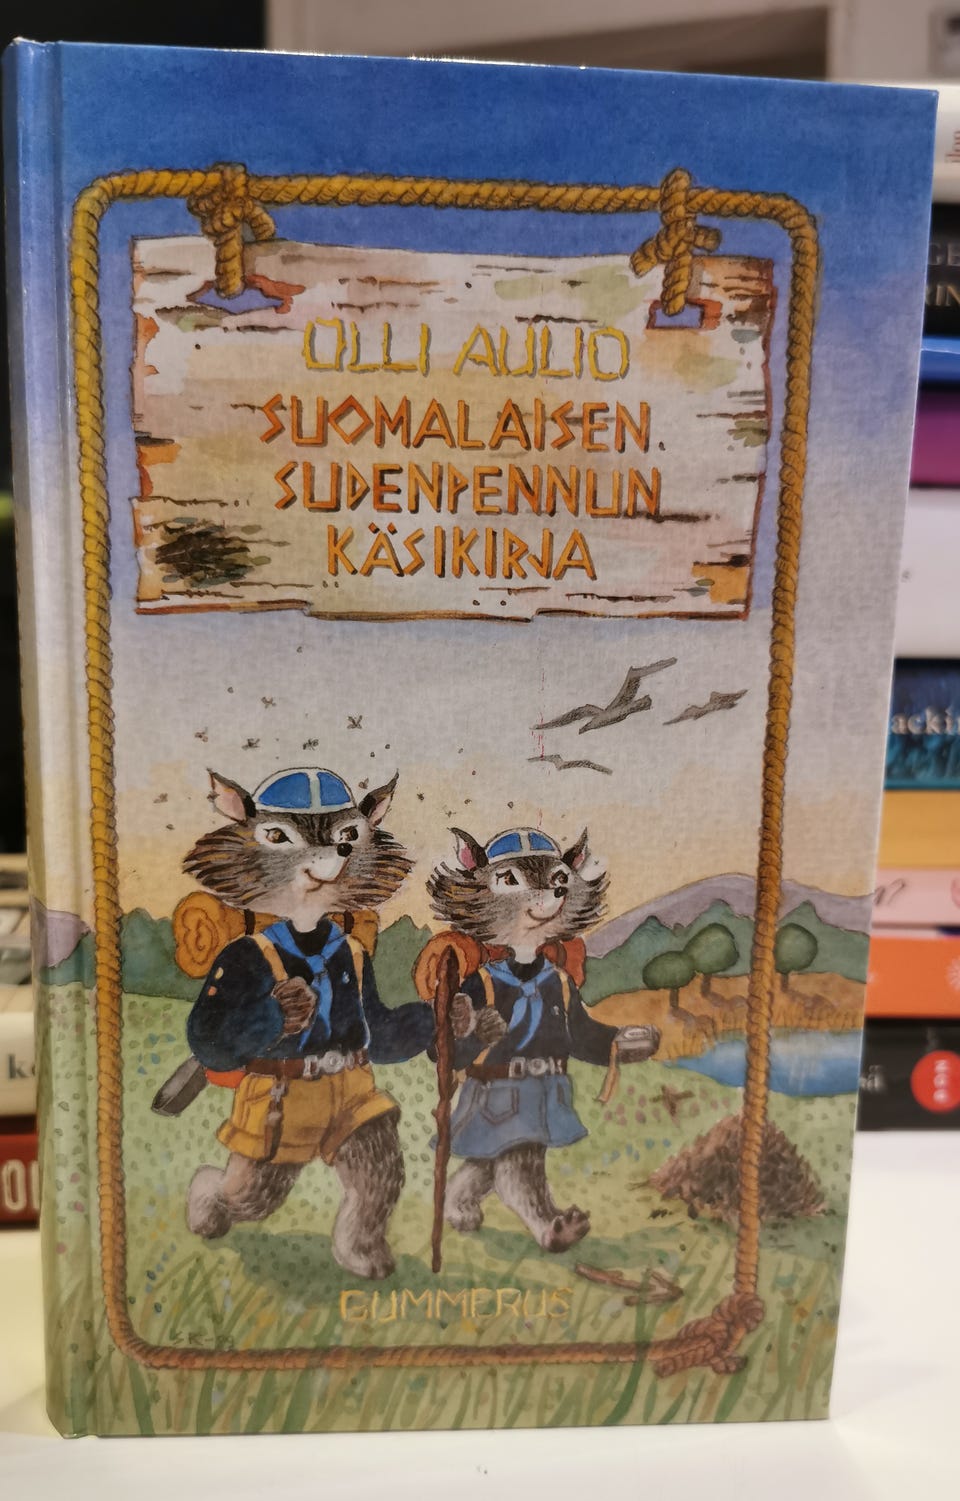 OLLI AULIO
SUOMALAISEN
SUDENPENNUN
KÄSIKIRJA
GUMMERUS